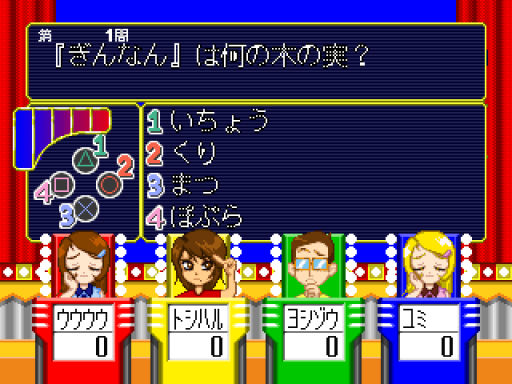 第 1問
『ぎんなん』は何の木の実？
1 いちょう
2 くり
3 まつ
4 ぽぷら
1
2
4
3
ウウウウ トシハル ヨシゾウ ユミ
0 0 0 0